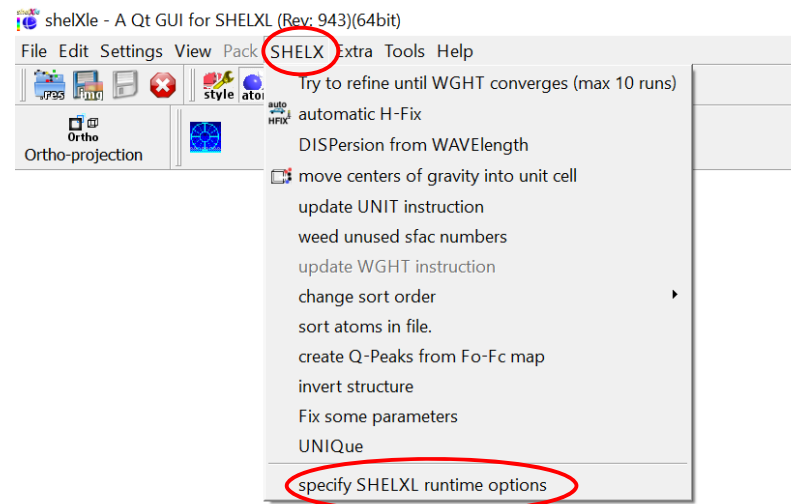 shelXle - A Qt GUI for SHELXL (Rev: 943)(64bit)
File Edit Settings View Pack SHELX Extra Tools Help
.res img style
Try to refine until WGHT converges (max 10 runs)
auto HFIX automatic H-Fix
DISPersion from WAVElength
Ortho
Ortho-projection
move centers of gravity into unit cell
update UNIT instruction
weed unused sfac numbers
update WGHT instruction
change sort order
sort atoms in file.
create Q-Peaks from Fo-Fc map
invert structure
Fix some parameters
UNIQue
specify SHELXL runtime options